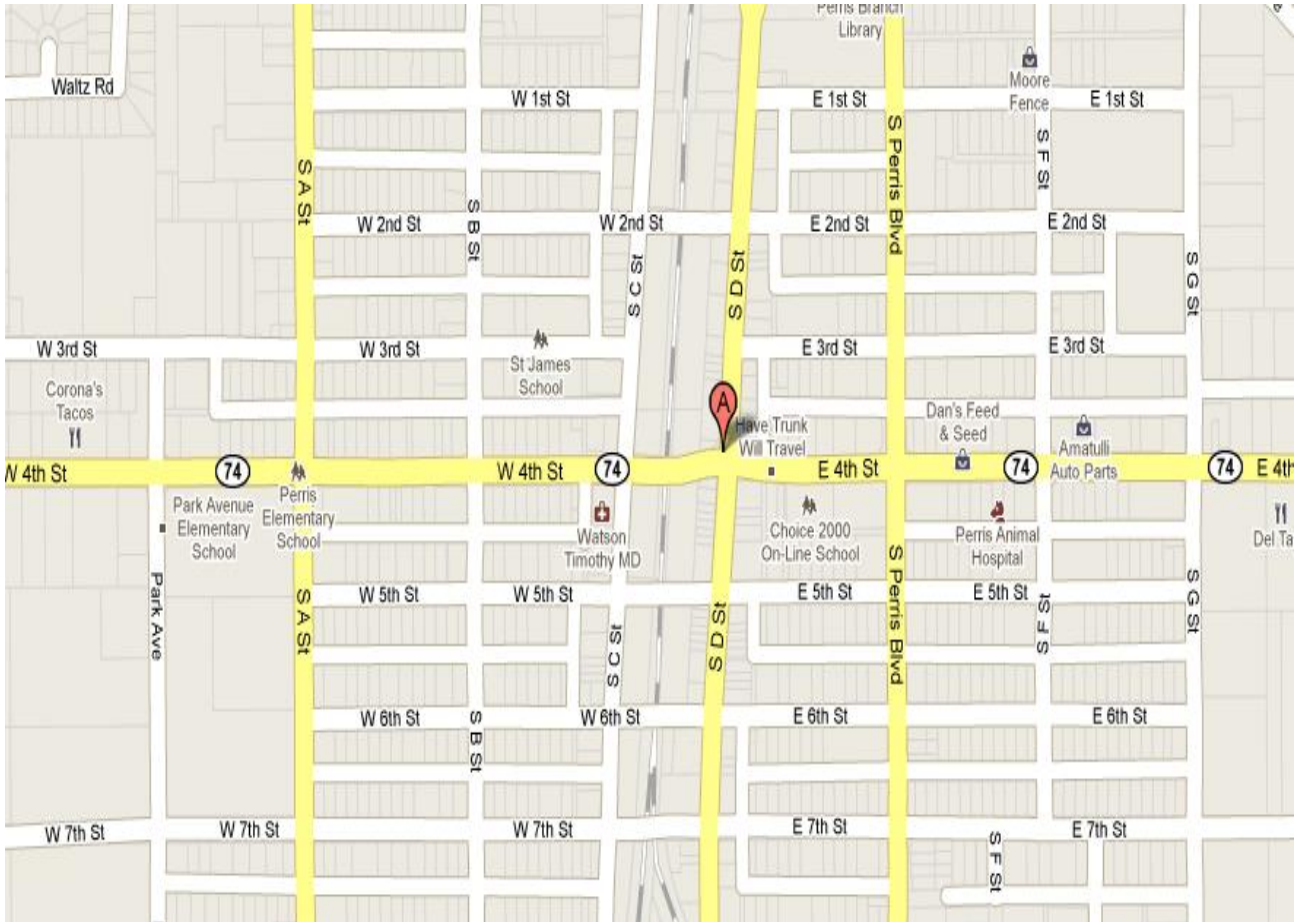 Perris Branch
Library
Waltz Rd
Moore
Fence
W 1st St
E 1st St
E 1st St
S A St
S B St
S C St
S D St
S Perris Blvd
S F St
S G St
W 2nd St
W 2nd St
E 2nd St
E 2nd St
W 3rd St
W 3rd St
E 3rd St
E 3rd St
St James
School
Corona's
Tacos
A
Have Trunk
Will Travel
Dan's Feed
& Seed
Amatulli
Auto Parts
W 4th St
74
W 4th St
74
E 4th St
74
74
E 4th
Park Avenue
Elementary
School
Perris
Elementary
School
Watson
Timothy MD
Choice 2000
On-Line School
Perris Animal
Hospital
Del Ta
Park Ave
S A St
S B St
S C St
S D St
S Perris Blvd
S F St
S G St
W 5th St
W 5th St
E 5th St
E 5th St
W 6th St
W 6th St
E 6th St
E 6th St
W 7th St
W 7th St
W 7th St
E 7th St
E 7th St
S F St